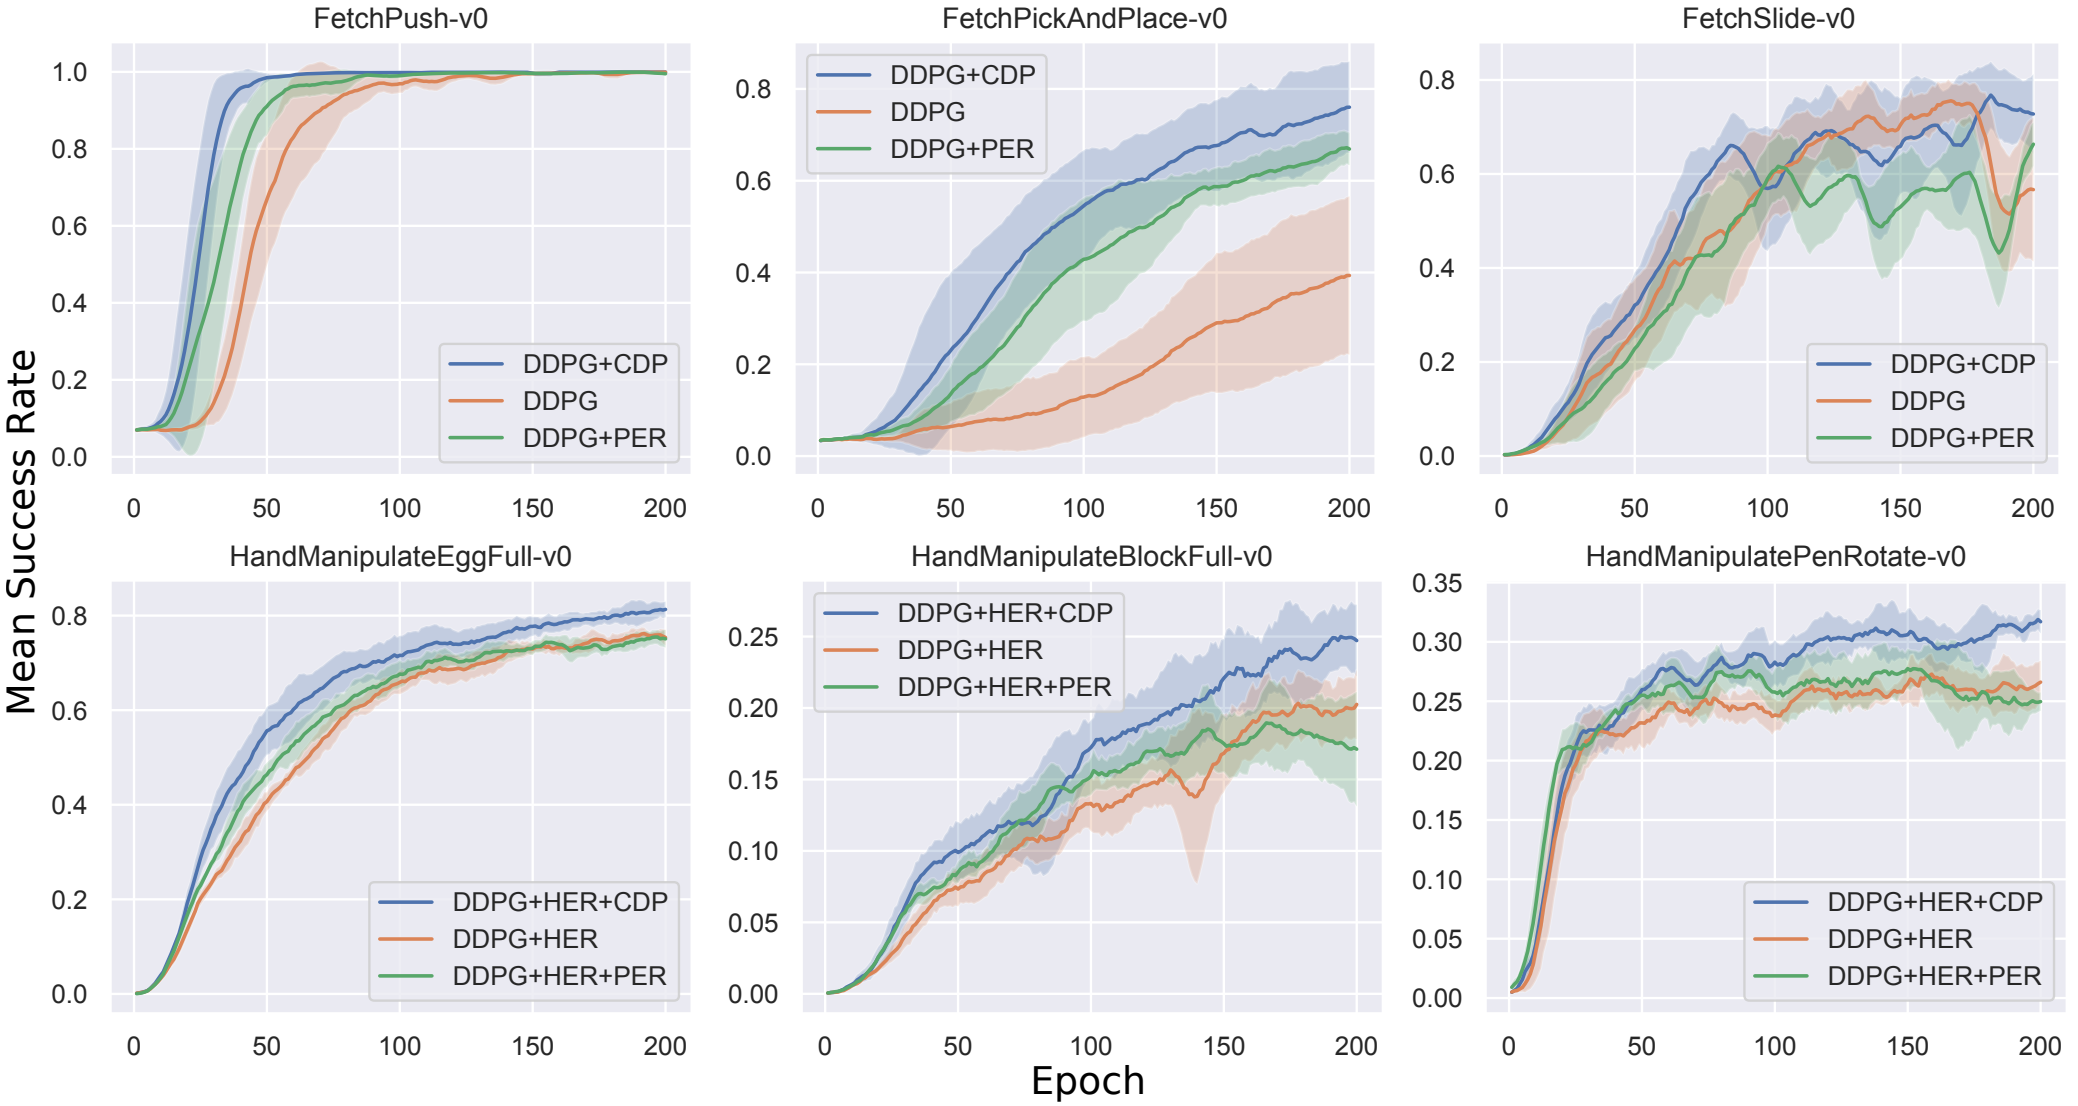 FetchPush-v0
FetchPickAndPlace-v0
FetchSlide-v0
Mean Success Rate
1.0
0.8
0.6
0.4
0.2
0.0
0
50
100
150
200
DDPG+CDP
DDPG
DDPG+PER
0.8
0.6
0.4
0.2
0.0
0
50
100
150
200
DDPG+CDP
DDPG
DDPG+PER
0.8
0.6
0.4
0.2
0.0
0
50
100
150
200
DDPG+CDP
DDPG
DDPG+PER
HandManipulateEggFull-v0
HandManipulateBlockFull-v0
HandManipulatePenRotate-v0
0.8
0.6
0.4
0.2
0.0
0
50
100
150
200
DDPG+HER+CDP
DDPG+HER
DDPG+HER+PER
0.25
0.20
0.15
0.10
0.05
0.00
0
50
100
150
200
DDPG+HER+CDP
DDPG+HER
DDPG+HER+PER
0.35
0.30
0.25
0.20
0.15
0.10
0.05
0.00
0
50
100
150
200
DDPG+HER+CDP
DDPG+HER
DDPG+HER+PER
Epoch